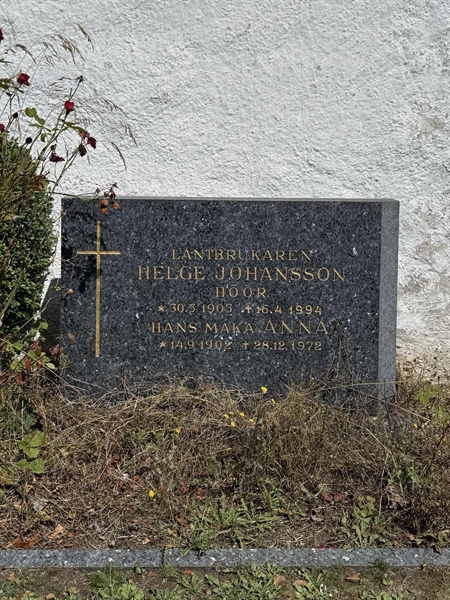 LANTBRUKAREN
HELGE JOHANSSON
HÖÖR
* 30.5 1903 † 16.4 1994
HANS MAKA ANNA
* 14.9 1902 † 28.12.1972